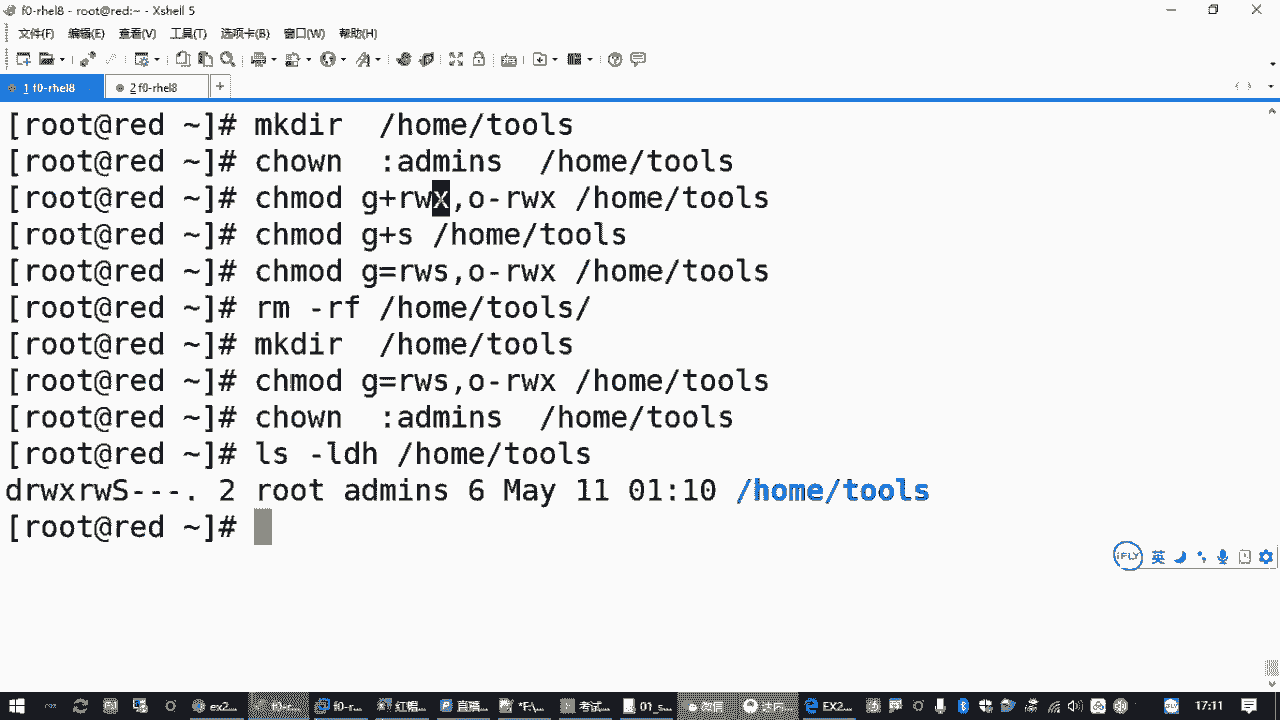 f0-rhel8 - root@red:~ - Xshell 5
文件(F) 编辑(E) 查看(V) 工具(T) 选项卡(B) 窗口(W) 帮助(H)
1 f0-rhel8 2 f0-rhel8 +
[root@red ~]# mkdir  /home/tools
[root@red ~]# chown  :admins  /home/tools
[root@red ~]# chmod g+rwx,o-rwx /home/tools
[root@red ~]# chmod g+s /home/tools
[root@red ~]# chmod g=rws,o-rwx /home/tools
[root@red ~]# rm -rf /home/tools/
[root@red ~]# mkdir  /home/tools
[root@red ~]# chmod g=rws,o-rwx /home/tools
[root@red ~]# chown  :admins  /home/tools
[root@red ~]# ls -ldh /home/tools
drwxrwS---. 2 root admins 6 May 11 01:10 /home/tools
[root@red ~]#
iFLY 英
ex2... f0-r... f0-r... 红帽... 直播... *E\... 考试... 01_s... 微信 EX2... 17:11